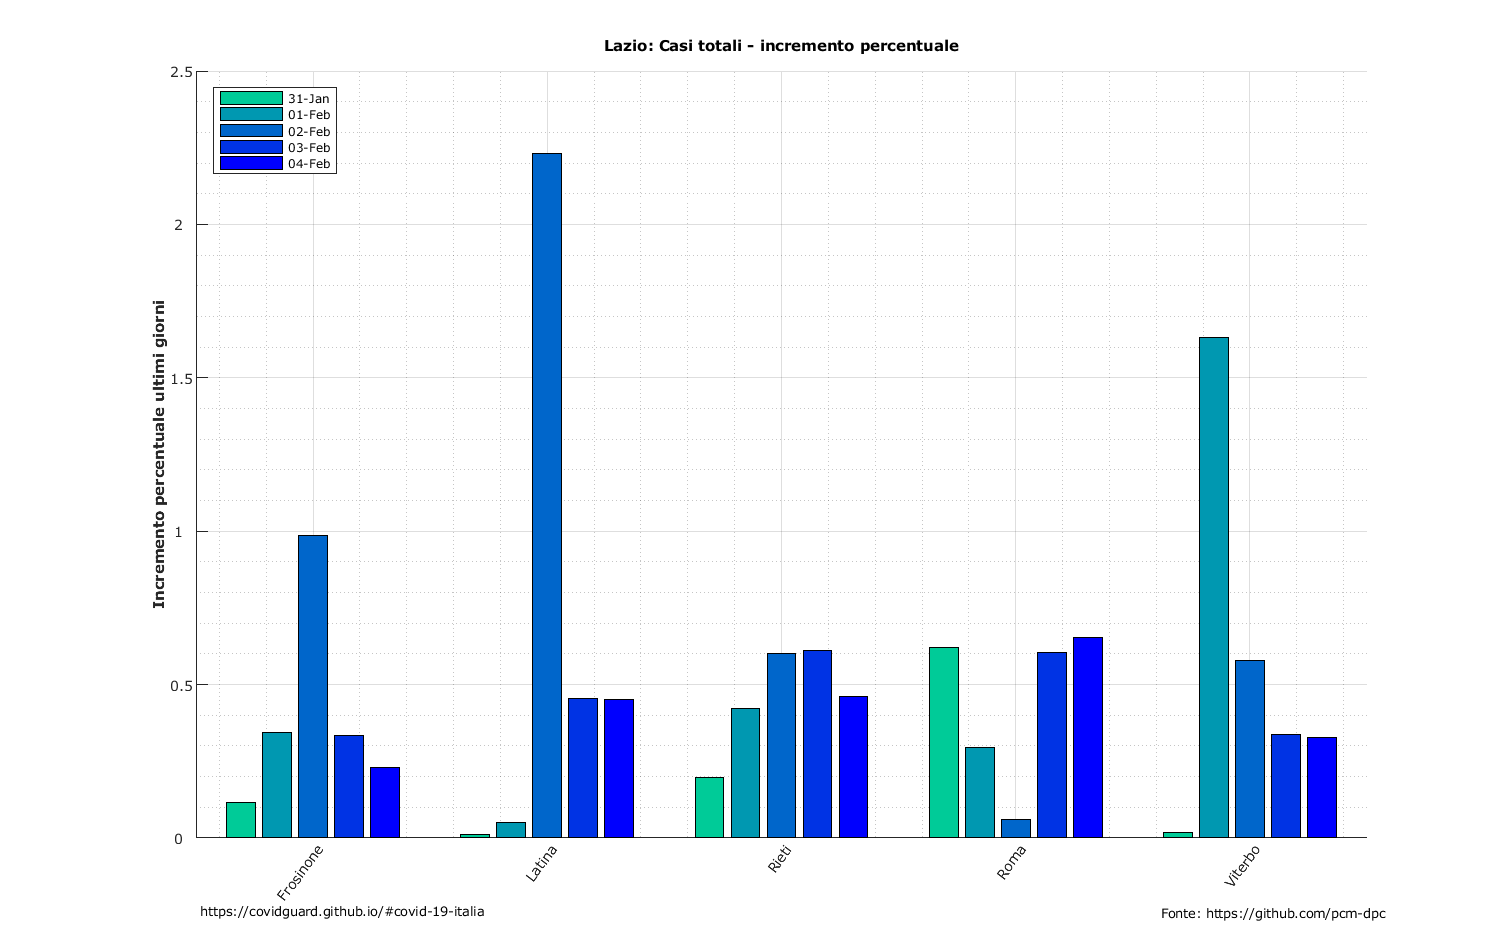 Lazio: Casi totali - incremento percentuale
2.5
2
1.5
1
0.5
0
Incremento percentuale ultimi giorni
31-Jan
01-Feb
02-Feb
03-Feb
04-Feb
Frosinone
Latina
Rieti
Roma
Viterbo
https://covidguard.github.io/#covid-19-italia
Fonte: https://github.com/pcm-dpc